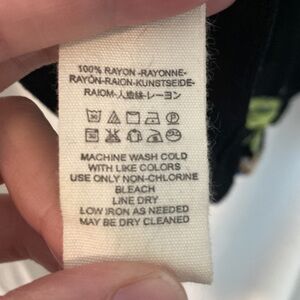 100% RAYON -RAYONNE-
RAYÓN-RAION-KUNSTSEIDE-
RAIOM-人造絲-レーヨン
MACHINE WASH COLD
WITH LIKE COLORS
USE ONLY NON-CHLORINE
BLEACH
LINE DRY
LOW IRON AS NEEDED
MAY BE DRY CLEANED